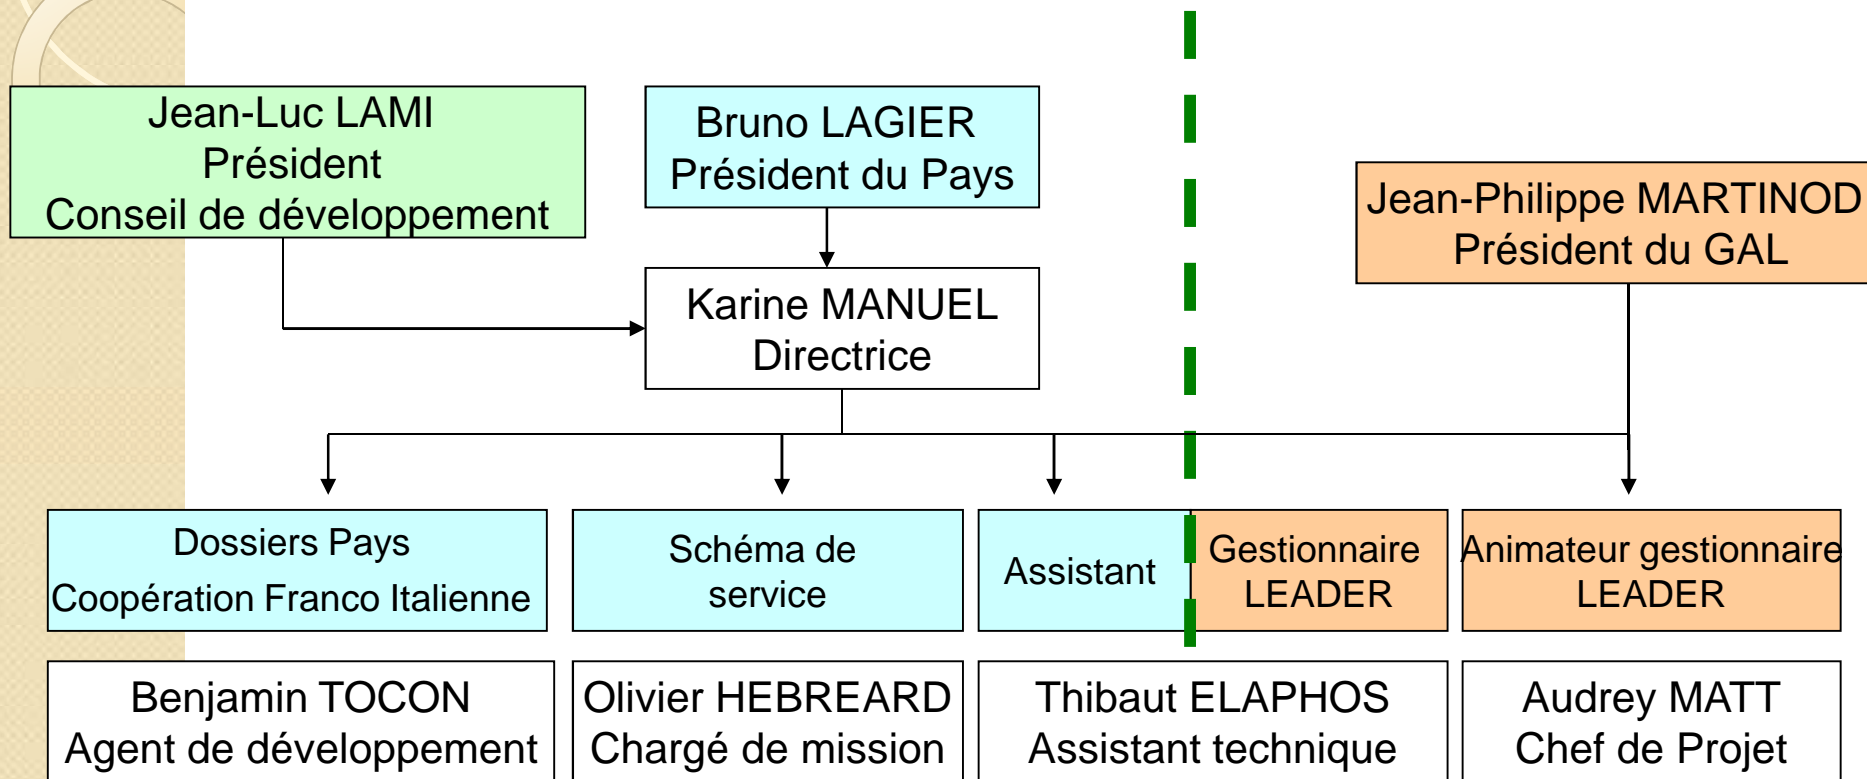 Jean-Luc LAMI
Président
Conseil de développement
Bruno LAGIER
Président du Pays
Jean-Philippe MARTINOD
Président du GAL
Karine MANUEL
Directrice
Dossiers Pays
Coopération Franco Italienne
Schéma de
service
Assistant
Gestionnaire
LEADER
Animateur gestionnaire
LEADER
Benjamin TOCON
Agent de développement
Olivier HEBREARD
Chargé de mission
Thibaut ELAPHOS
Assistant technique
Audrey MATT
Chef de Projet